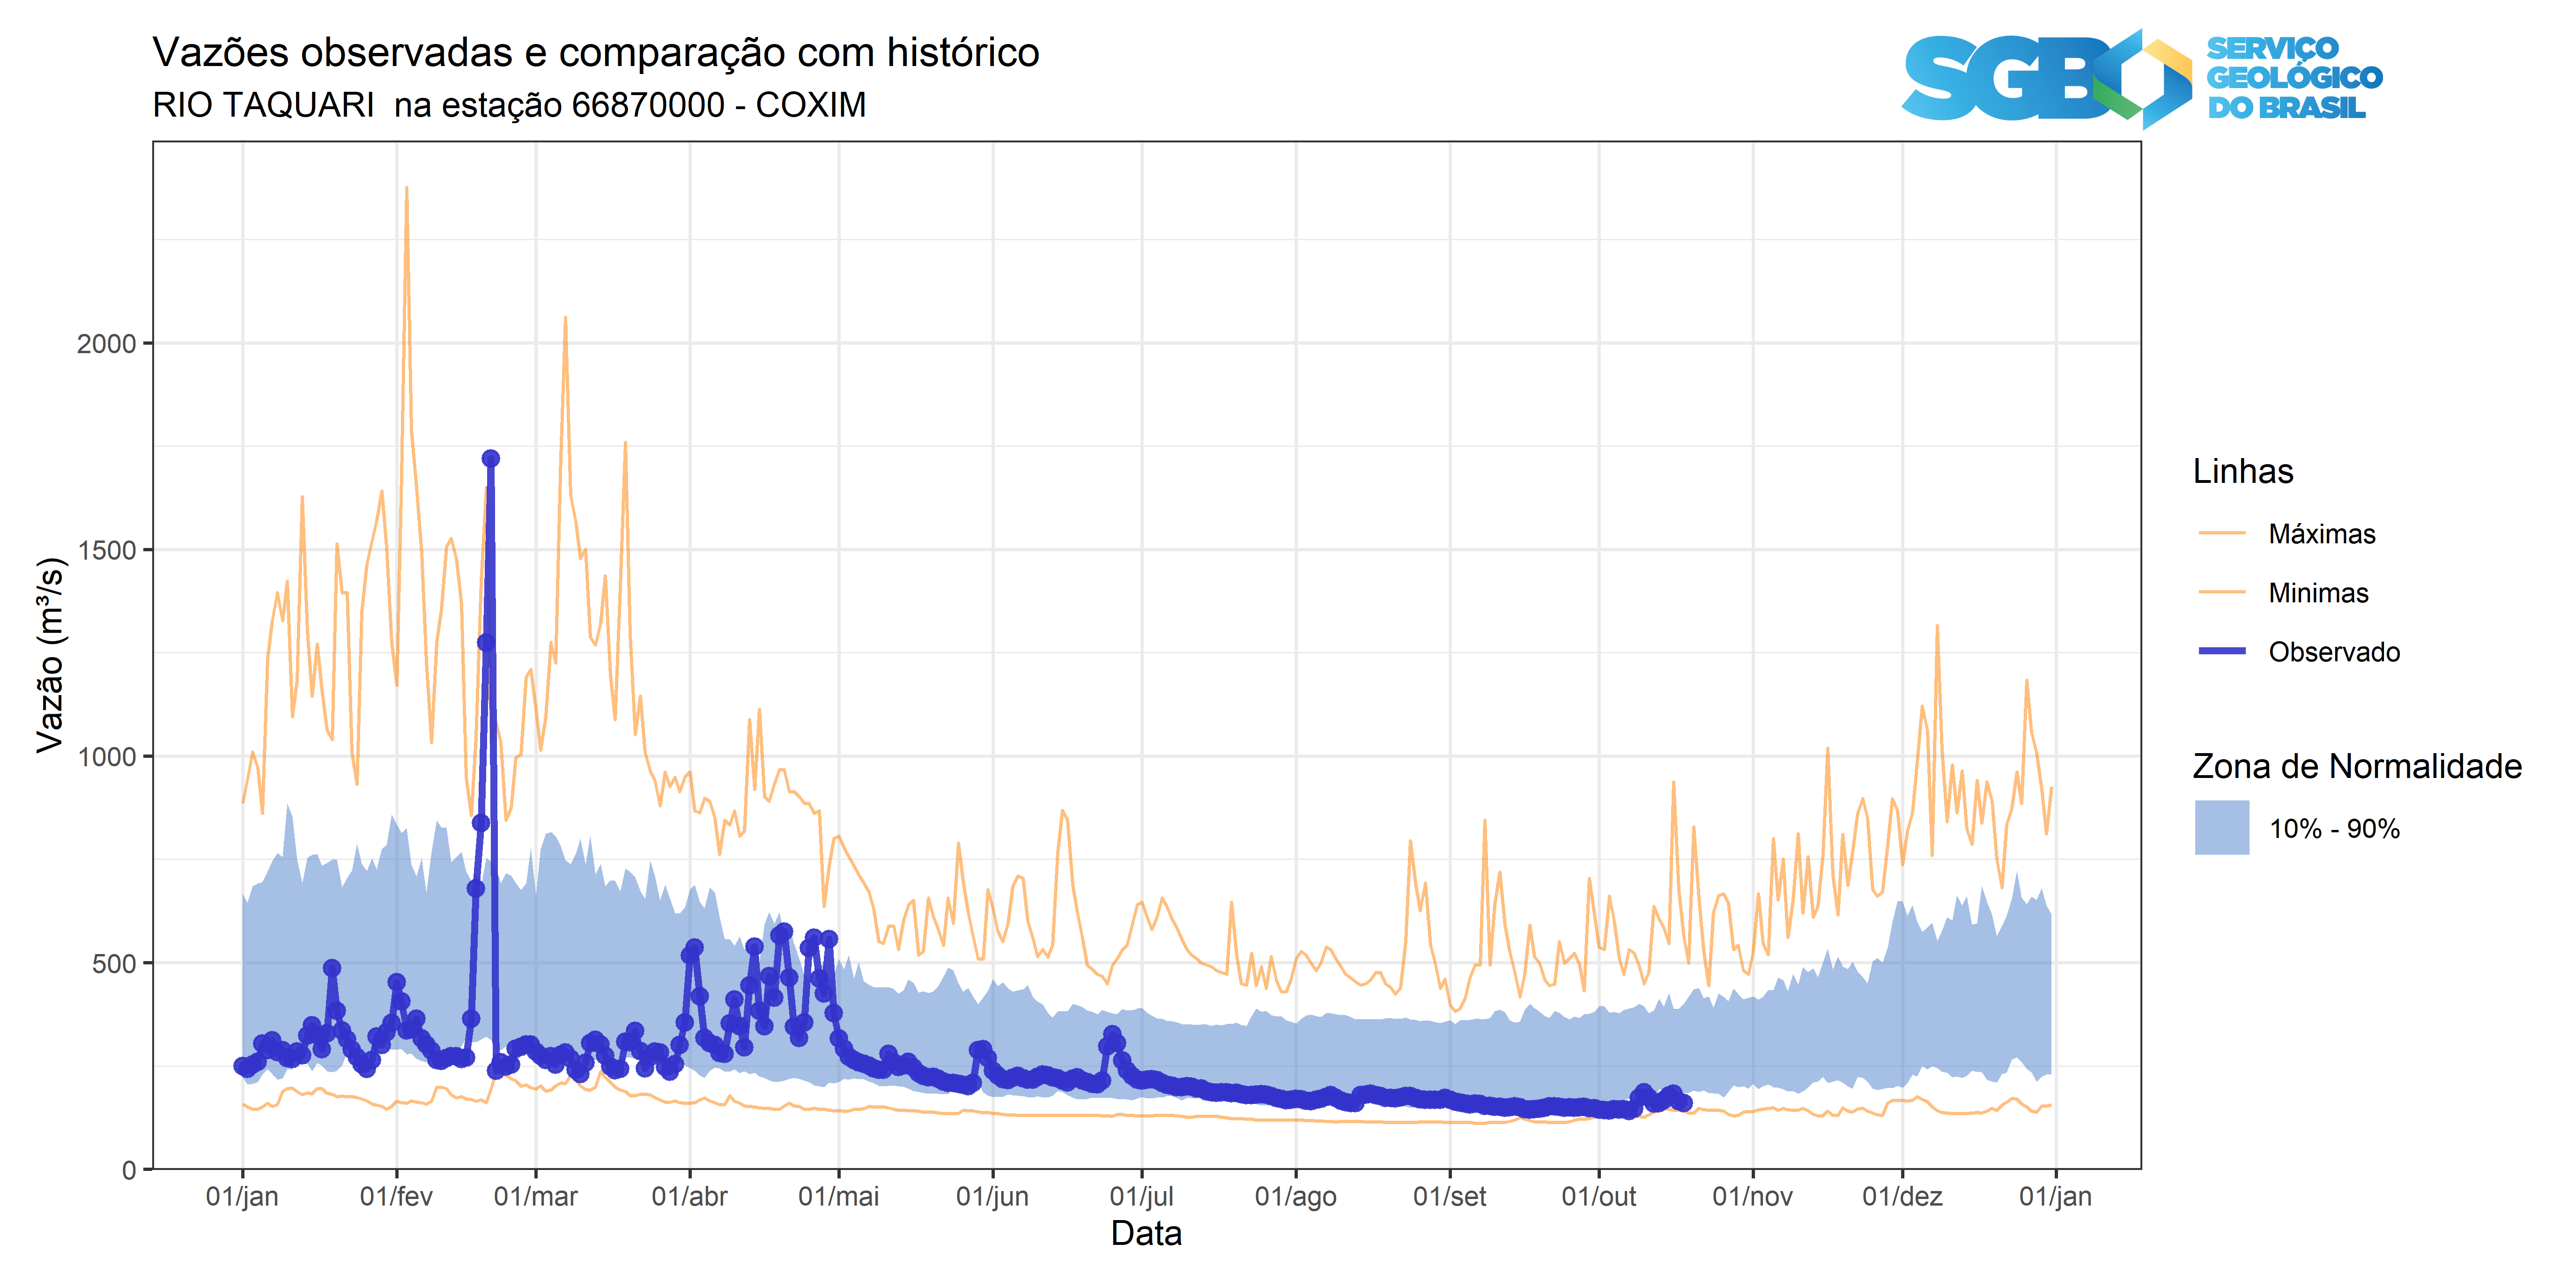 Vazões observadas e comparação com histórico
RIO TAQUARI  na estação 66870000 - COXIM
SGB
SERVIÇO
GEOLÓGICO
DO BRASIL
Vazão (m³/s)
2000
1500
1000
500
0
01/jan
01/fev
01/mar
01/abr
01/mai
01/jun
01/jul
01/ago
01/set
01/out
01/nov
01/dez
01/jan
Data
Linhas
Máximas
Minimas
Observado
Zona de Normalidade
10% - 90%